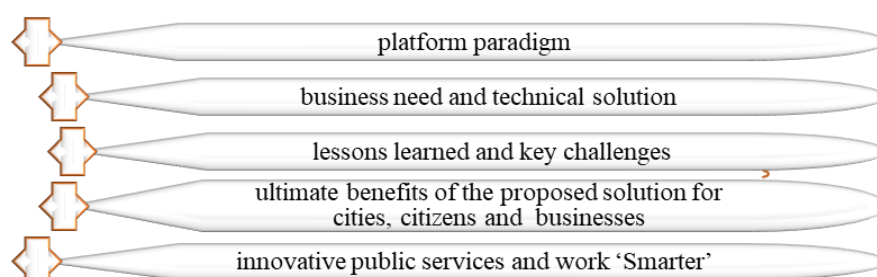 platform paradigm
business need and technical solution
lessons learned and key challenges
ultimate benefits of the proposed solution for
cities, citizens and businesses
innovative public services and work ‘Smarter’